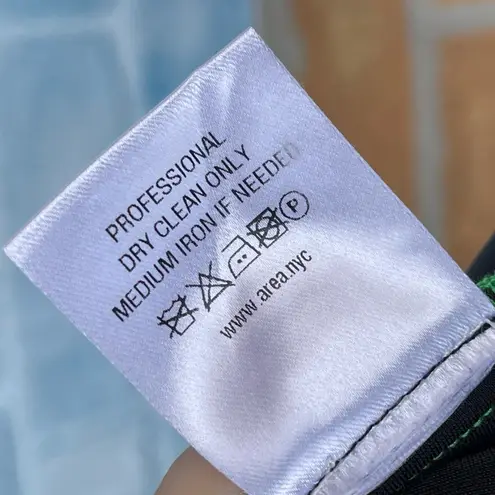 PROFESSIONAL
DRY CLEAN ONLY
MEDIUM IRON IF NEEDED
P
www.area.nyc